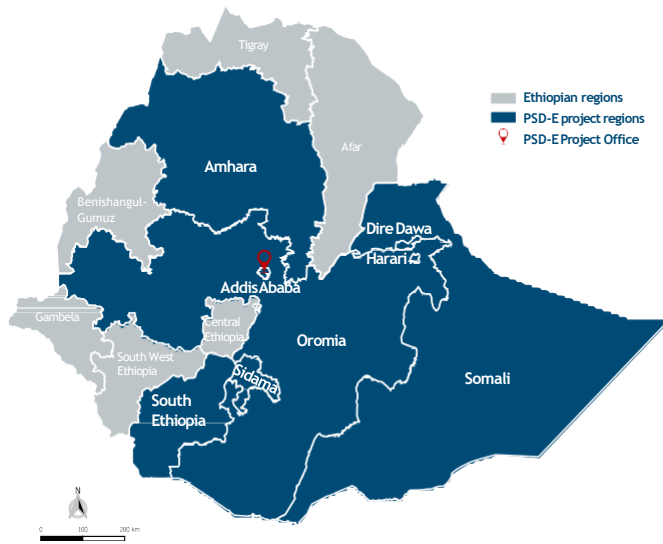 Tigray
Ethiopian regions
PSD-E project regions
PSD-E Project Office
Afar
Amhara
Benishangul-
Gumuz
Dire Dawa
Harari
Addis Ababa
Gambela
Central
Ethiopia
Oromia
South West
Ethiopia
Sidama
Somali
South
Ethiopia
N
0 100 200 km